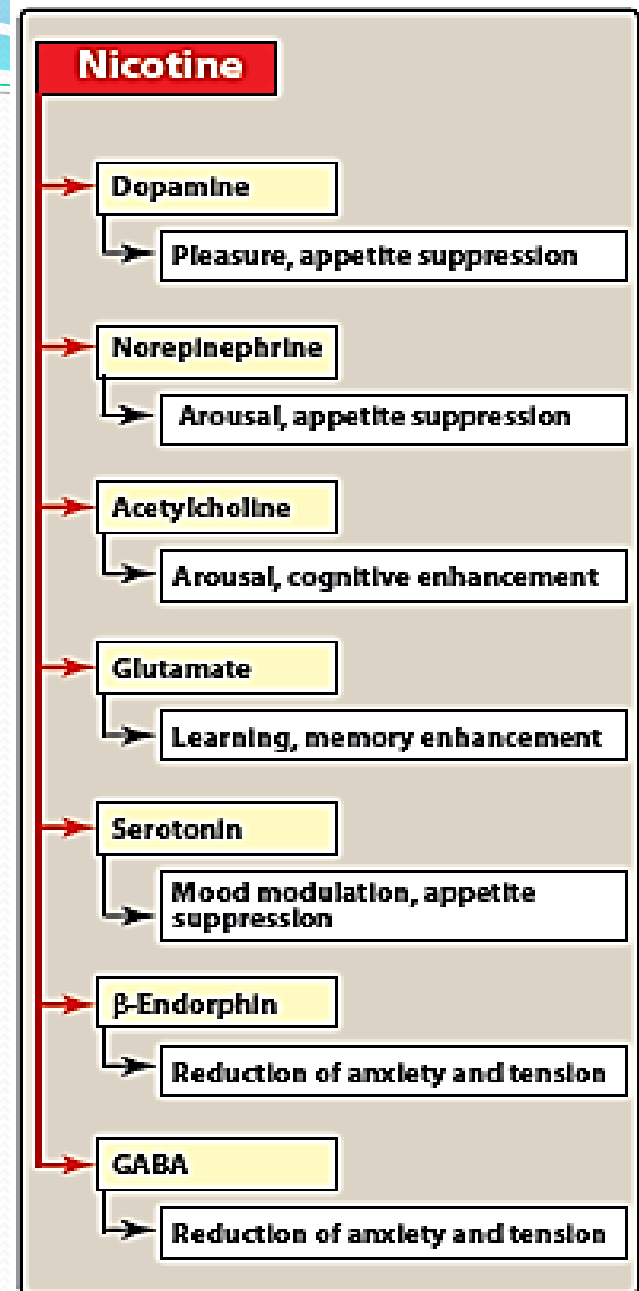 Nicotine
Dopamine
Pleasure, appetite suppression
Norepinephrine
Arousal, appetite suppression
Acetylcholine
Arousal, cognitive enhancement
Glutamate
Learning, memory enhancement
Serotonin
Mood modulation, appetite
suppression
β-Endorphin
Reduction of anxiety and tension
GABA
Reduction of anxiety and tension